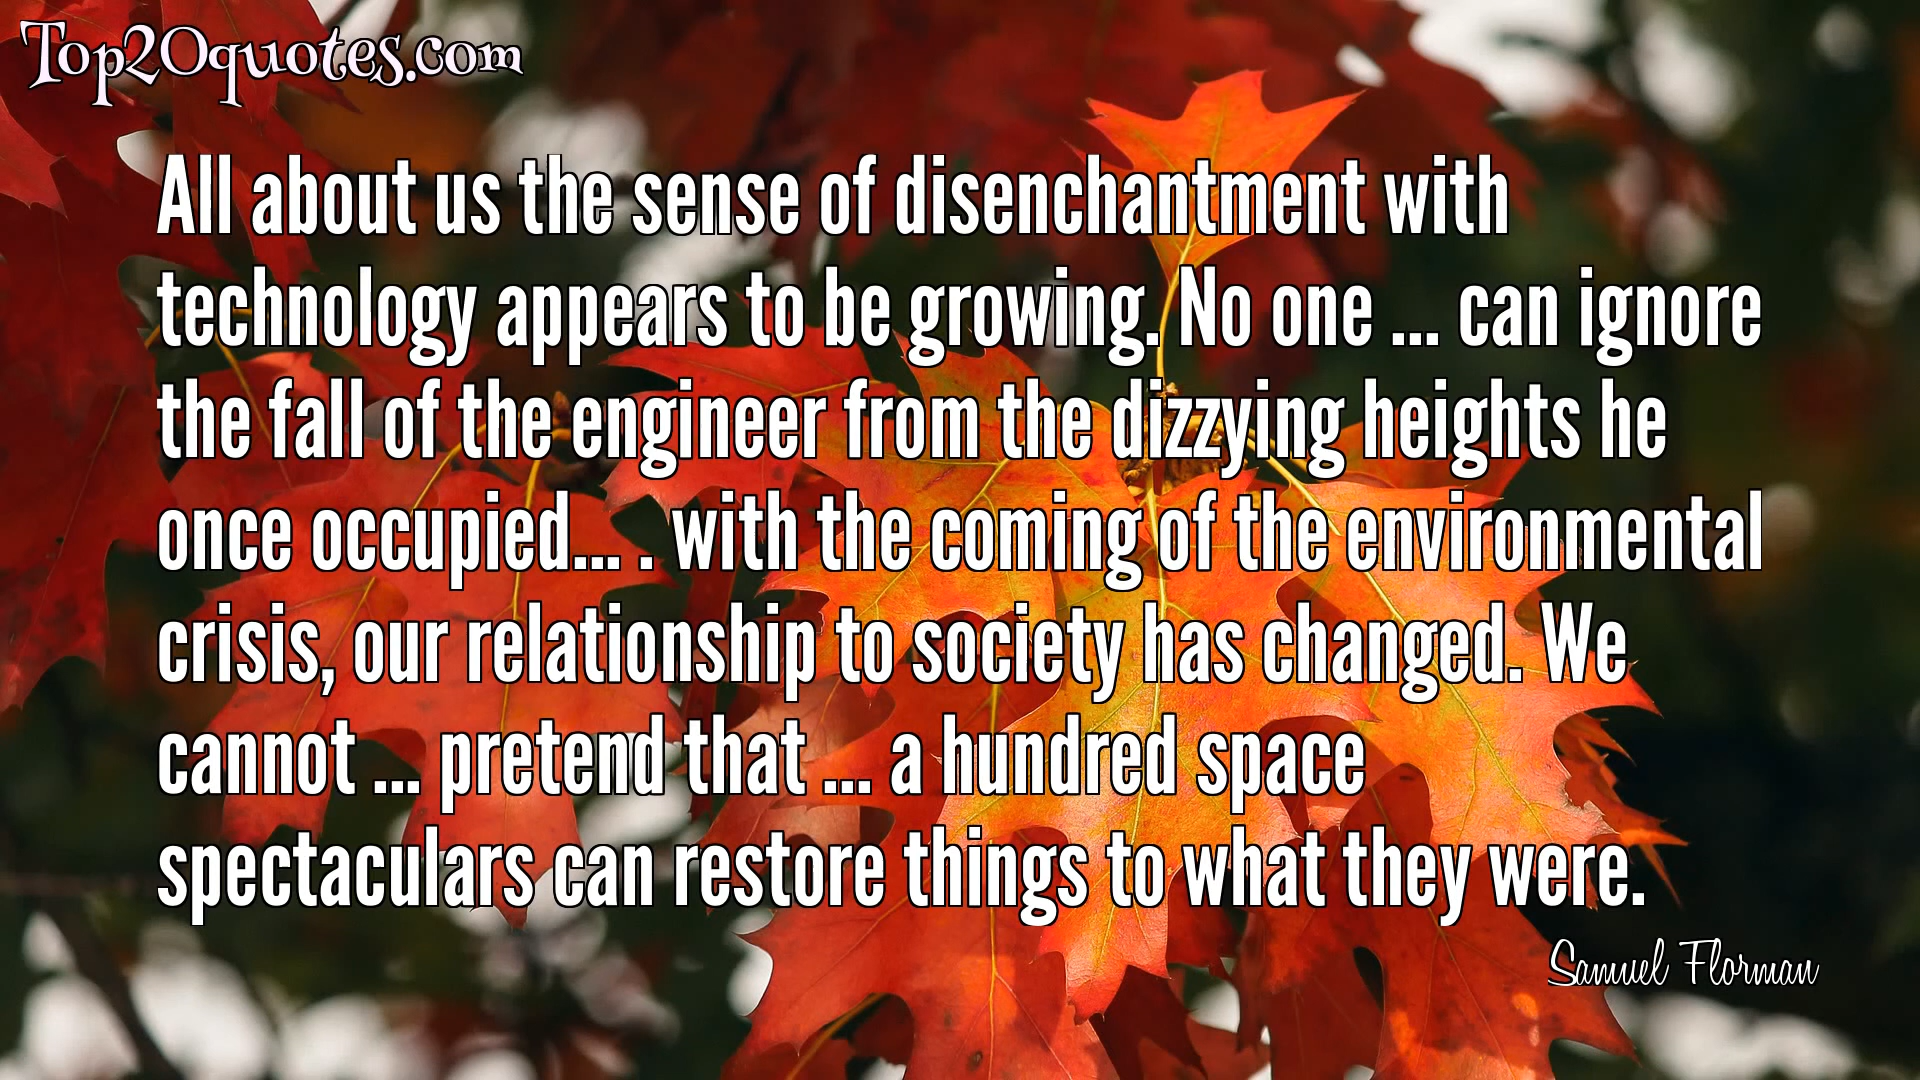 Top20quotes.com
All about us the sense of disenchantment with
technology appears to be growing. No one ... can ignore
the fall of the engineer from the dizzying heights he
once occupied... . with the coming of the environmental
crisis, our relationship to society has changed. We
cannot ... pretend that ... a hundred space
spectaculars can restore things to what they were.
Samuel Florman